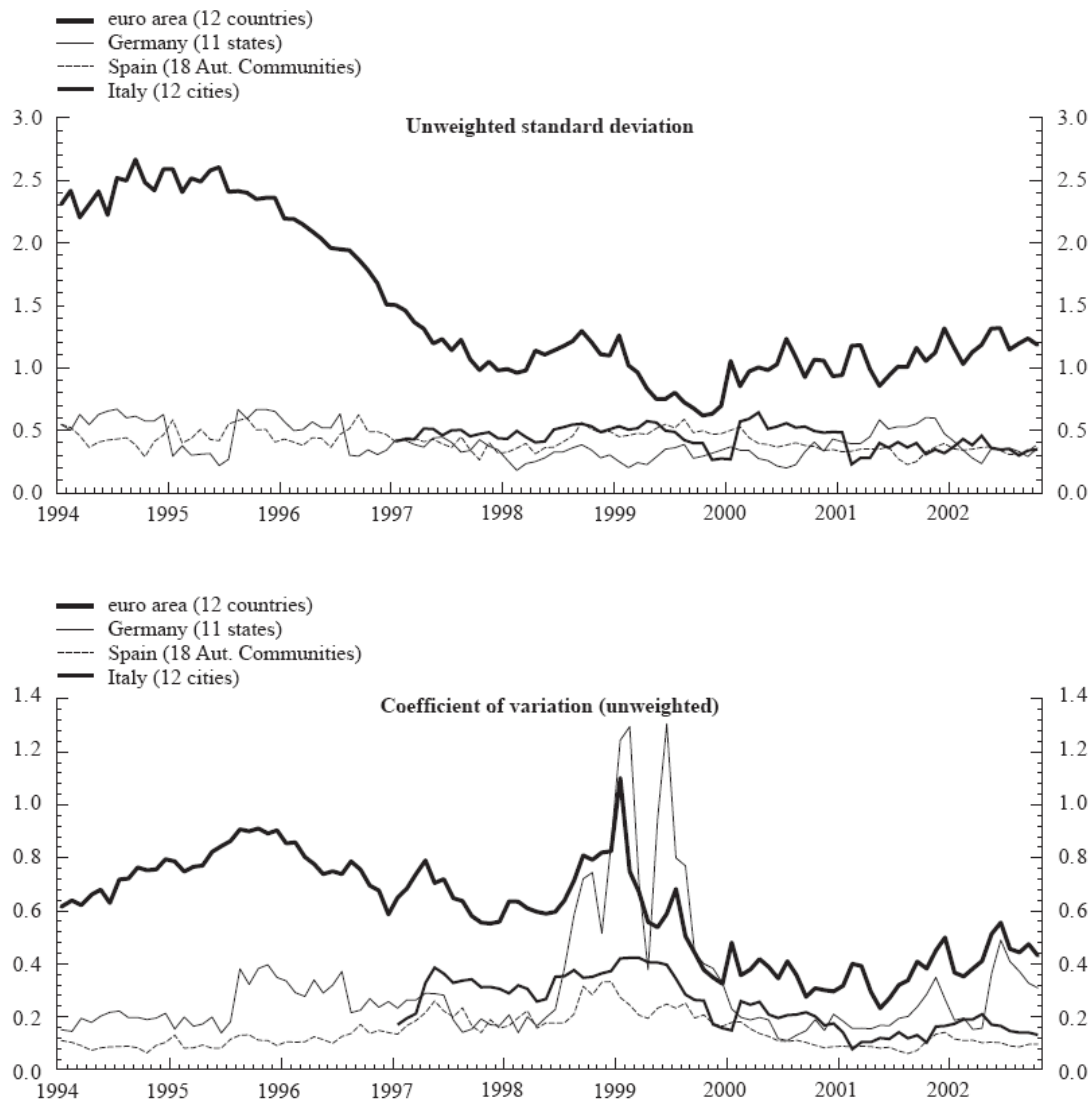 euro area (12 countries)
Germany (11 states)
Spain (18 Aut. Communities)
Italy (12 cities)
Unweighted standard deviation
3.0 3.0
2.5 2.5
2.0 2.0
1.5 1.5
1.0 1.0
0.5 0.5
0.0 0.0
1994 1995 1996 1997 1998 1999 2000 2001 2002
euro area (12 countries)
Germany (11 states)
Spain (18 Aut. Communities)
Italy (12 cities)
Coefficient of variation (unweighted)
1.4 1.4
1.2 1.2
1.0 1.0
0.8 0.8
0.6 0.6
0.4 0.4
0.2 0.2
0.0 0.0
1994 1995 1996 1997 1998 1999 2000 2001 2002